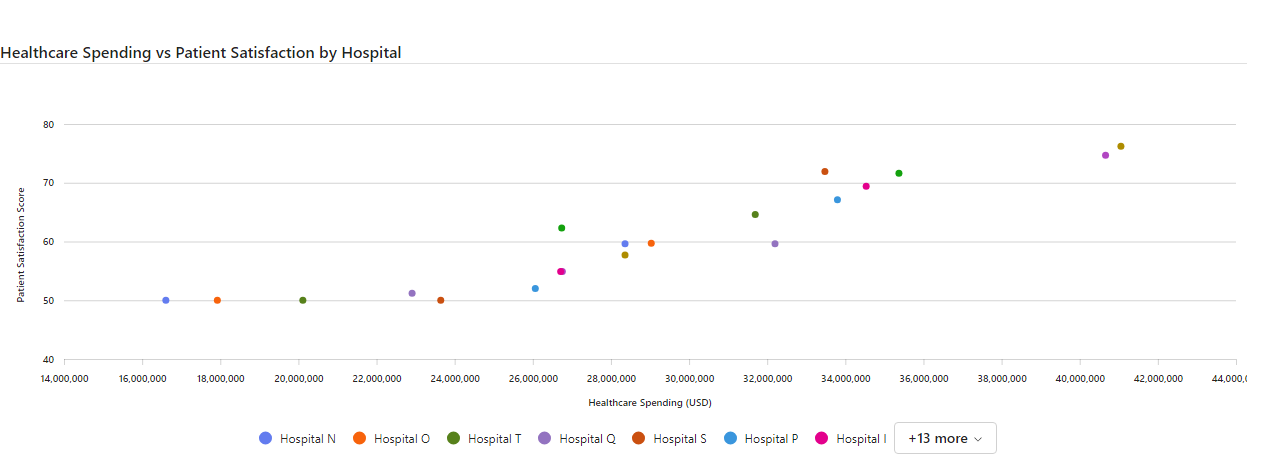 Healthcare Spending vs Patient Satisfaction by Hospital
80
70
60
50
40
Patient Satisfaction Score
14,000,000 16,000,000 18,000,000 20,000,000 22,000,000 24,000,000 26,000,000 28,000,000 30,000,000 32,000,000 34,000,000 36,000,000 38,000,000 40,000,000 42,000,000 44,000,(
Healthcare Spending (USD)
Hospital N Hospital O Hospital T Hospital Q Hospital S Hospital P Hospital +13 more